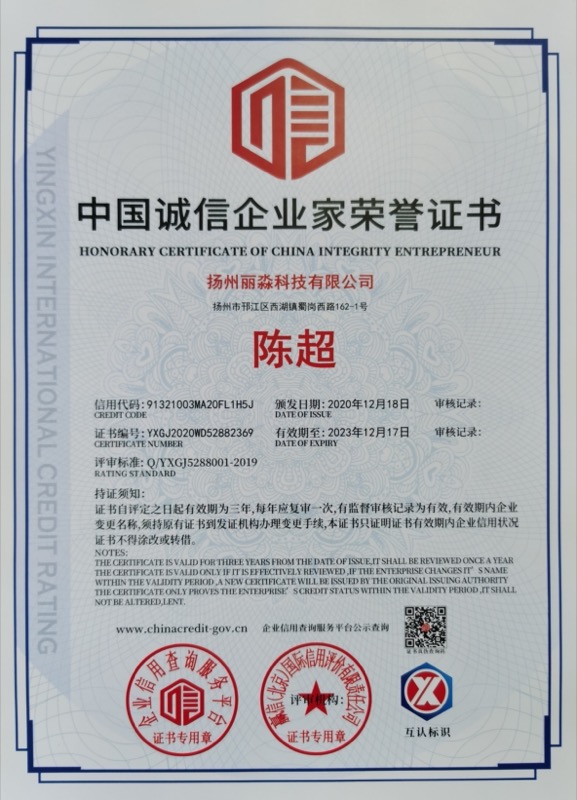 中国诚信企业家荣誉证书
HONORARY CERTIFICATE OF CHINA INTEGRITY ENTREPRENEUR
扬州丽淼科技有限公司
扬州市邗江区西湖镇蜀岗西路162-1号
陈超
信用代码:91321003MA20FL1H5J 颁发日期:2020年12月18日 审核记录:
CREDIT CODE DATE OF ISSUE
证书编号:YXGJ2020WD52882369 有效期至:2023年12月17日 审核记录:
CERTIFICATE NUMBER DATE OF EXPIRY
评审标准:Q/YXGJ5288001-2019
RATING STANDARD
持证须知:
证书自评定之日起有效期为三年,每年应复审一次,有监督审核记录为有效,有效期内企业
变更名称,须持原有证书到发证机构办理变更手续,本证书只证明证书有效期内企业信用状况
证书不得涂改或转借。
NOTES:
THE CERTIFICATE IS VALID FOR THREE YEARS FROM THE DATE OF ISSUE,IT SHALL BE REVIEWED ONCE A YEAR
THE CERTIFICATE IS VALID ONLY IF IT IS EFFECTIVELY REVIEWED ,IF THE ENTERPRISE CHANGES IT'S NAME
WITHIN THE VALIDITY PERIOD ,A NEW CERTIFICATE WILL BE ISSUED BY THE ORIGINAL ISSUING AUTHORITY
THE CERTIFICATE ONLY PROVES THE ENTERPRISE'S CREDIT STATUS WITHIN THE VALIDITY PERIOD ,IT SHALL
NOT BE ALTERED,LENT.
www.chinacredit-gov.cn 企业信用查询服务平台公示查询
企业信用查询服务平台
证书专用章
(北京)国际信用评价有限责任公司
评审机构:
证书专用章
互认标识
YINGXIN INTERNATIONAL CREDIT RATING